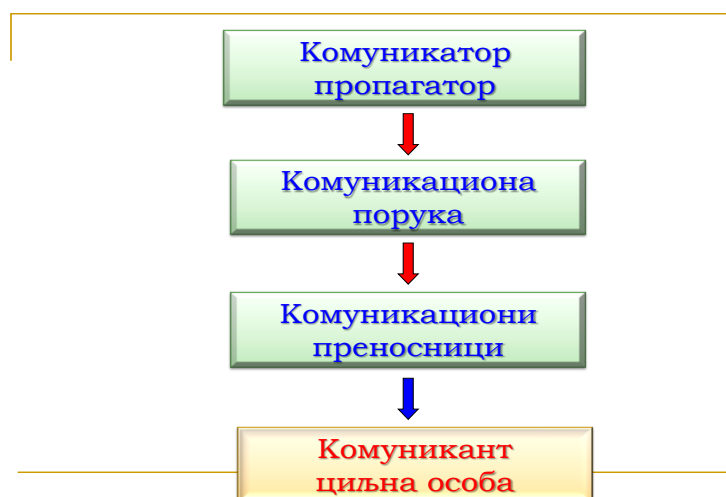 Комуникатор
пропагатор
Комуникациона
порука
Комуникациони
преносници
Комуникант
циљна особа